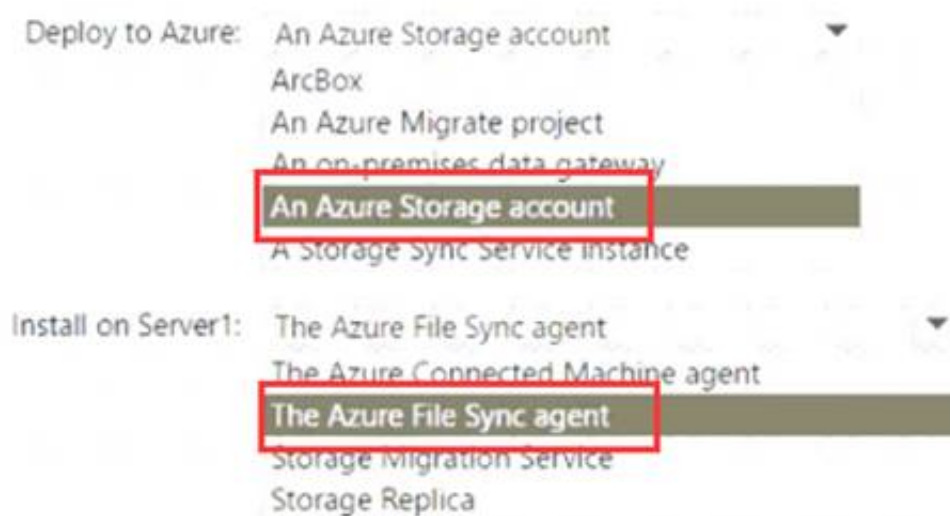 Deploy to Azure: An Azure Storage account
ArcBox
An Azure Migrate project
An on-premises data gateway
An Azure Storage account
A Storage Sync Service instance
Install on Server1: The Azure File Sync agent
The Azure Connected Machine agent
The Azure File Sync agent
Storage Migration Service
Storage Replica